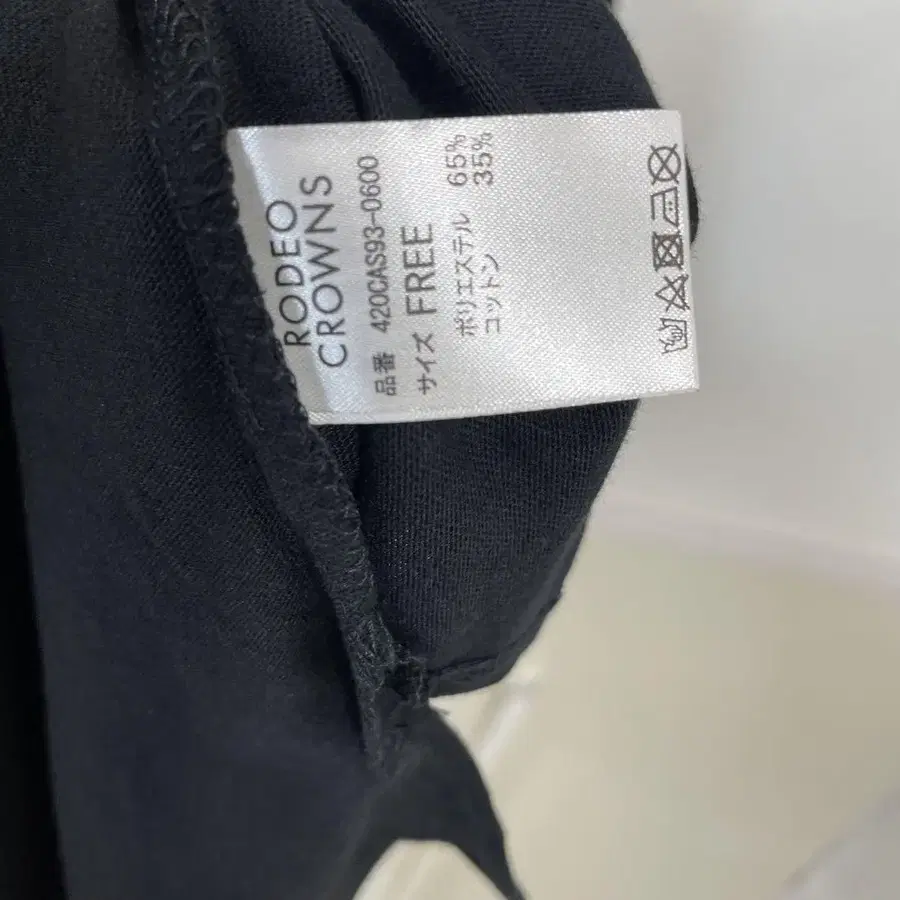 RODEO
CROWNS
品番 420CAS93-0600
サイズ FREE
ポリエステル 65%
コットン 35%